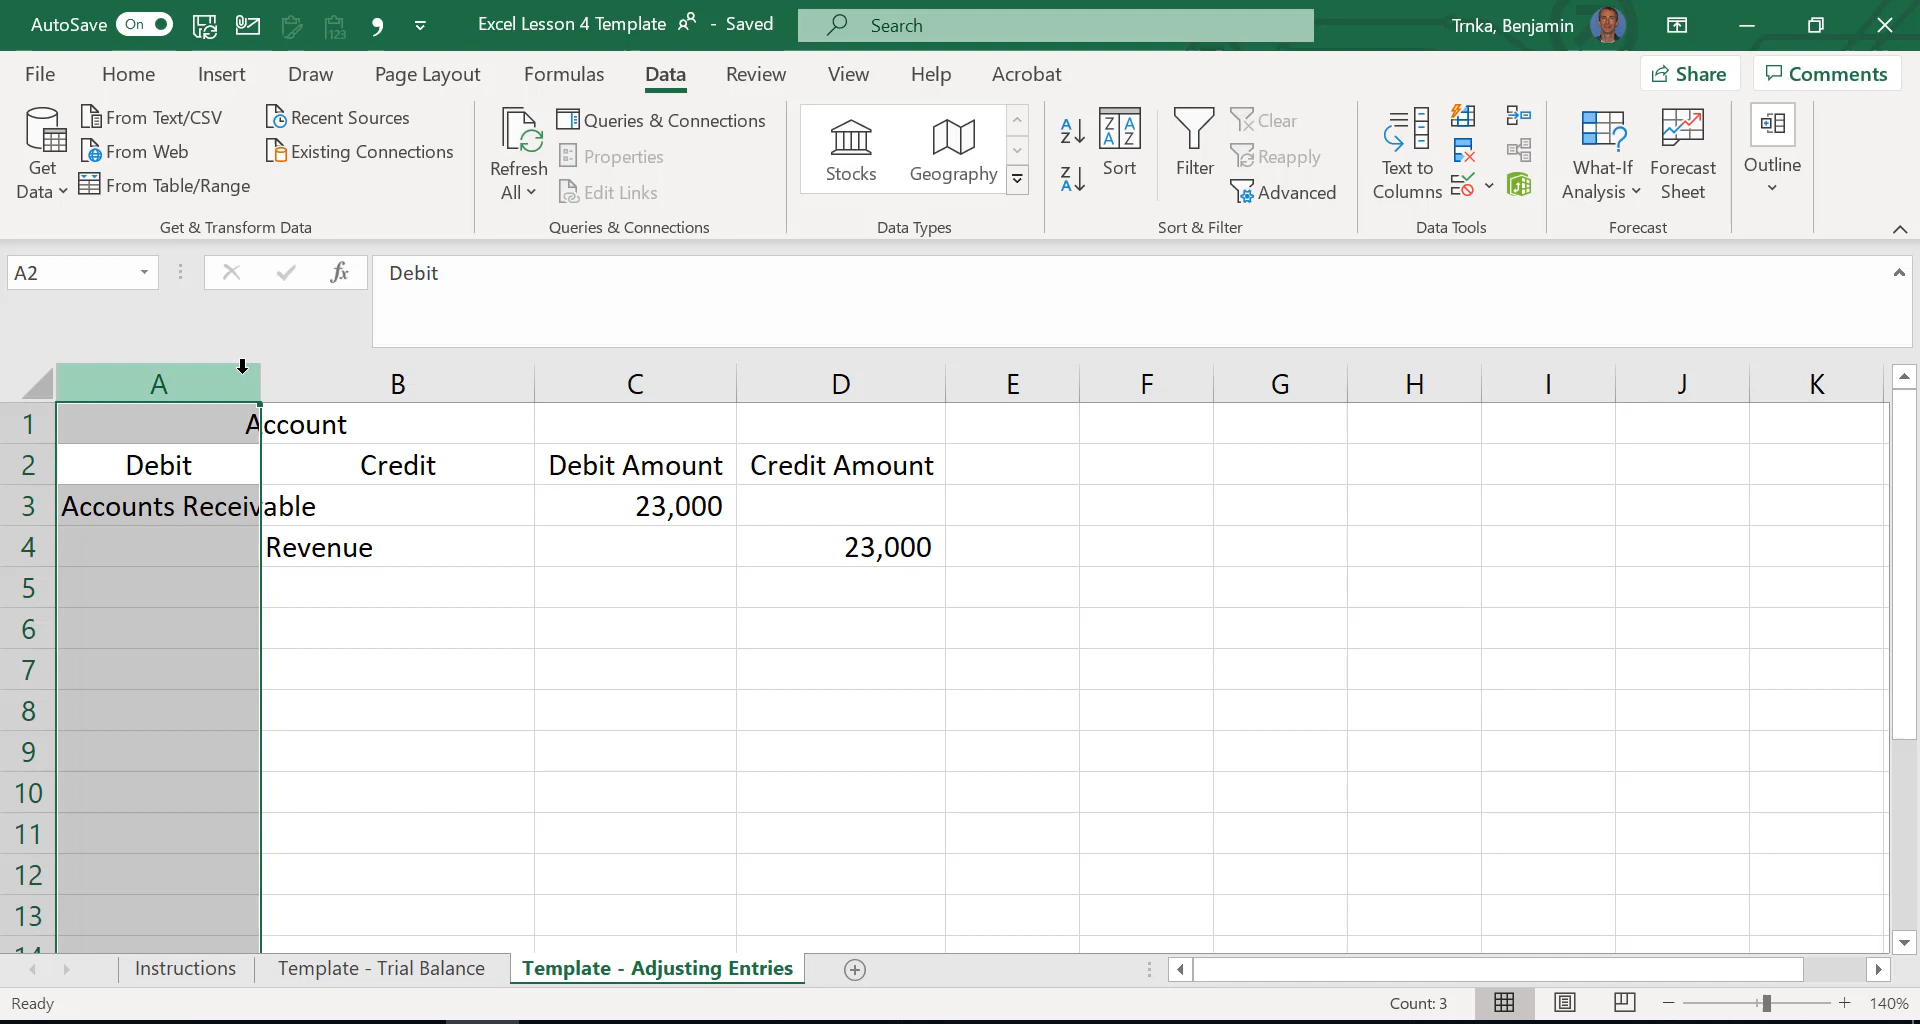 AutoSave On Excel Lesson 4 Template - Saved Search Trnka, Benjamin
File Home Insert Draw Page Layout Formulas Data Review View Help Acrobat Share Comments
Get Data
From Text/CSV
From Web
From Table/Range
Recent Sources
Existing Connections
Get & Transform Data
Refresh All
Queries & Connections
Properties
Edit Links
Queries & Connections
Stocks Geography
Data Types
Sort
Filter
Clear
Reapply
Advanced
Sort & Filter
Text to Columns
Data Tools
What-If Analysis
Forecast Sheet
Forecast
Outline
A2 fx Debit
A B C D E F G H I J K
1 Account
2 Debit Credit Debit Amount Credit Amount
3 Accounts Receivable 23,000
4 Revenue 23,000
5
6
7
8
9
10
11
12
13
14
Instructions Template - Trial Balance Template - Adjusting Entries
Ready Count: 3 140%